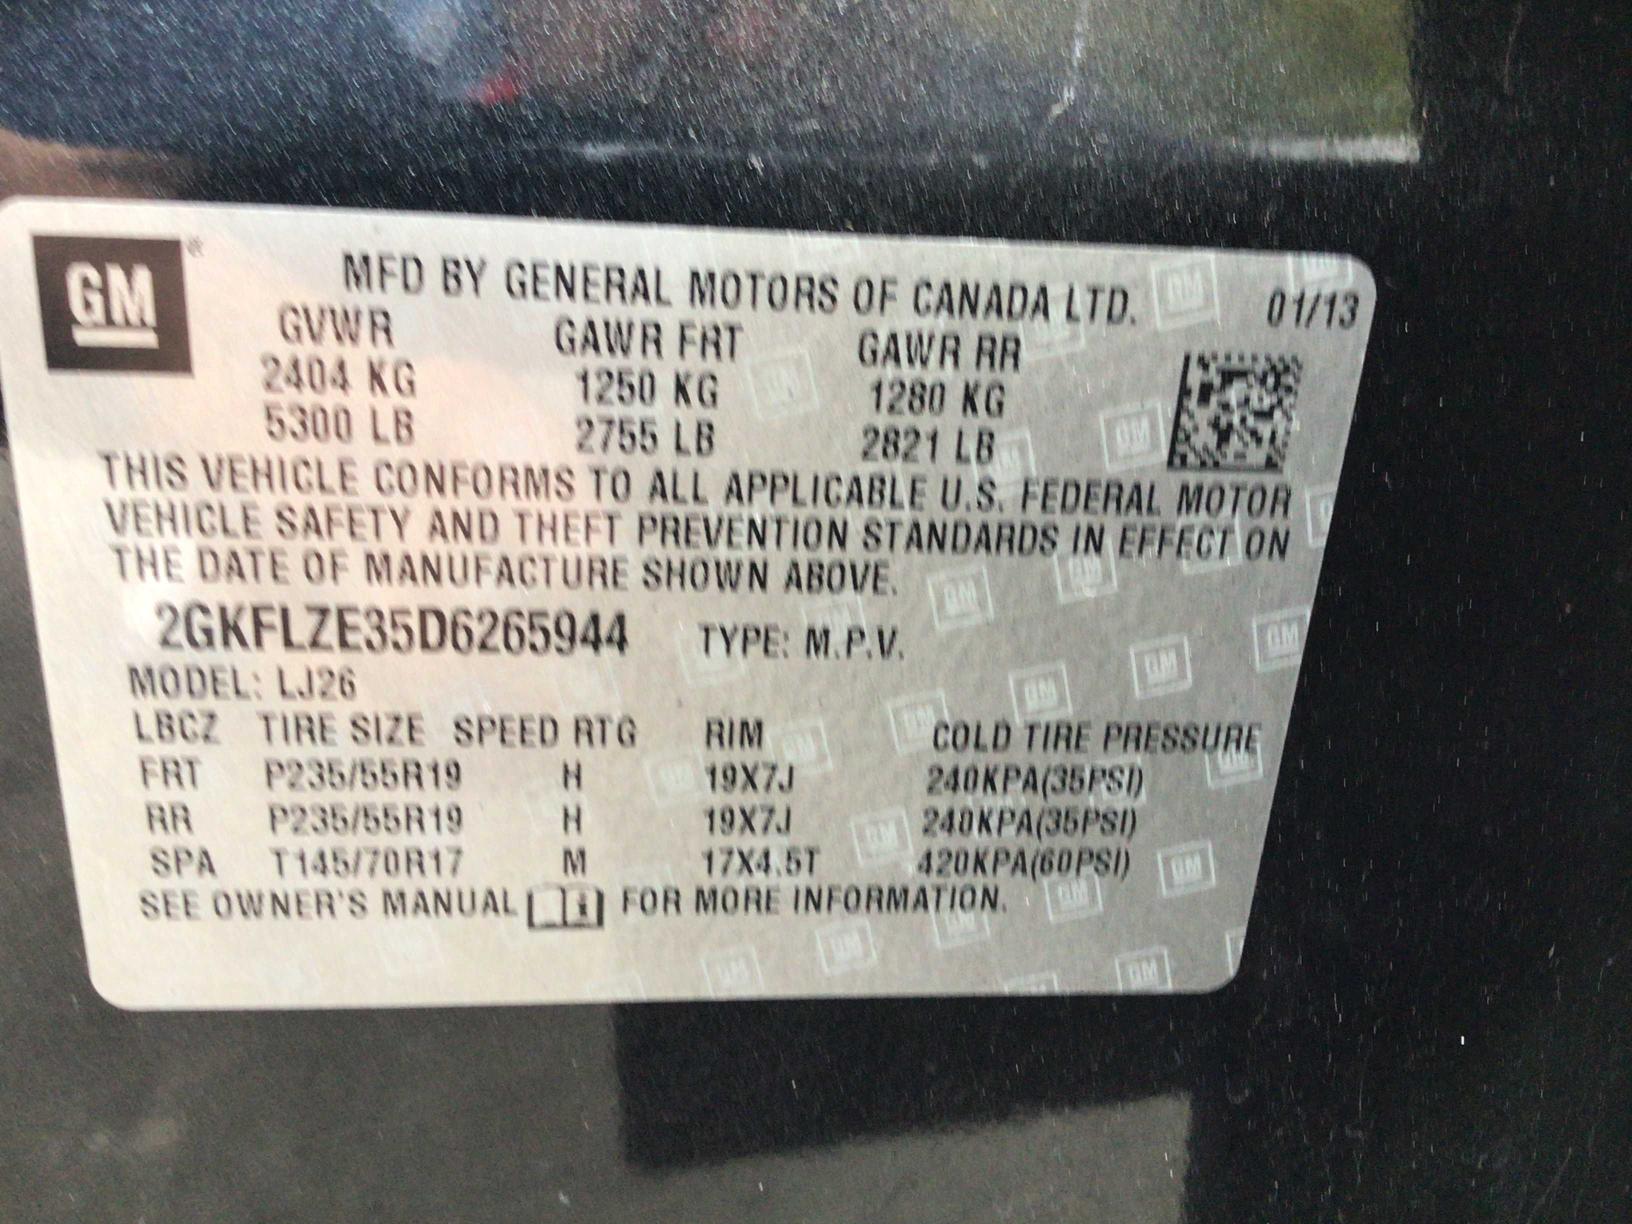 GM
MFD BY GENERAL MOTORS OF CANADA LTD. 01/13
GVWR GAWR FRT GAWR RR
2404 KG 1250 KG 1280 KG
5300 LB 2755 LB 2821 LB
THIS VEHICLE CONFORMS TO ALL APPLICABLE U.S. FEDERAL MOTOR
VEHICLE SAFETY AND THEFT PREVENTION STANDARDS IN EFFECT ON
THE DATE OF MANUFACTURE SHOWN ABOVE.
2GKFLZE35D6265944 TYPE: M.P.V.
MODEL: LJ26
LBCZ TIRE SIZE SPEED RTG RIM COLD TIRE PRESSURE
FRT P235/55R19 H 19X7J 240KPA(35PSI)
RR P235/55R19 H 19X7J 240KPA(35PSI)
SPA T145/70R17 M 17X4.5T 420KPA(60PSI)
SEE OWNER'S MANUAL FOR MORE INFORMATION.